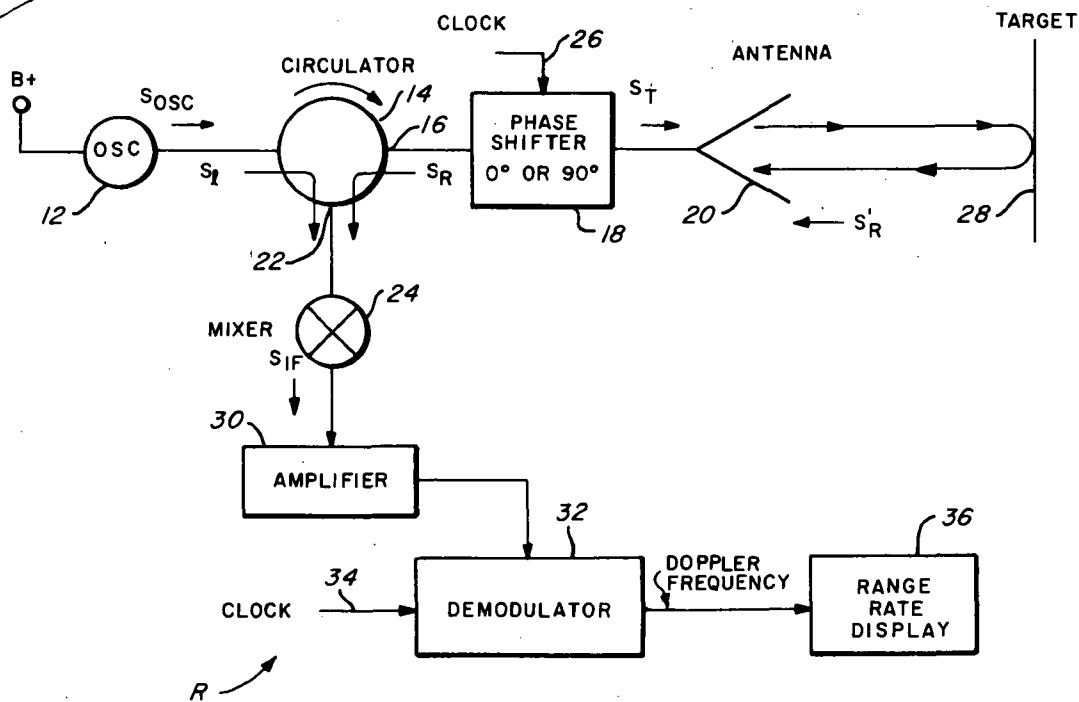 CLOCK
TARGET
26
B+
CIRCULATOR
ANTENNA
14
SOSC
ST
16
PHASE
SHIFTER
0° OR 90°
OSC
Sℓ
SR
12
22
18
20
S'R
28
24
MIXER
SIF
30
AMPLIFIER
32
36
DOPPLER
FREQUENCY
34
CLOCK
DEMODULATOR
RANGE
RATE
DISPLAY
R